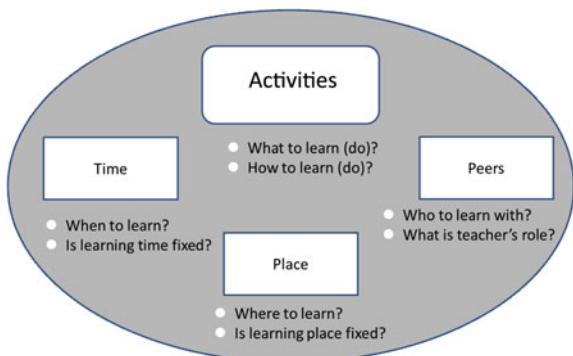 Activities
What to learn (do)?
How to learn (do)?
Time
When to learn?
Is learning time fixed?
Peers
Who to learn with?
What is teacher's role?
Place
Where to learn?
Is learning place fixed?